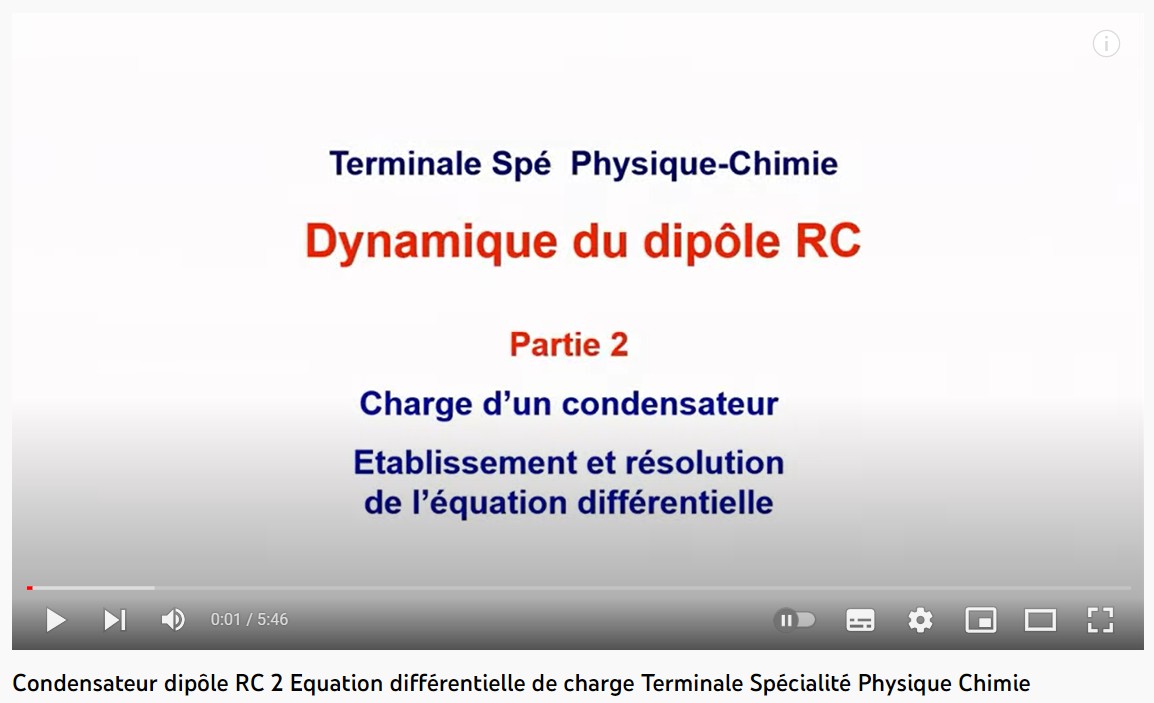 Terminale Spé Physique-Chimie
Dynamique du dipôle RC
Partie 2
Charge d’un condensateur
Etablissement et résolution
de l’équation différentielle
0:01 / 5:46
Condensateur dipôle RC 2 Equation différentielle de charge Terminale Spécialité Physique Chimie